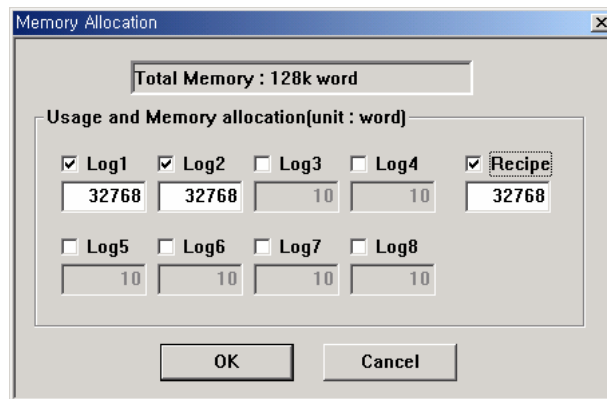 Memory Allocation
Total Memory : 128k word
Usage and Memory allocation(unit : word)
Log1 Log2 Log3 Log4 Recipe
32768 32768 10 10 32768
Log5 Log6 Log7 Log8
10 10 10 10
OK Cancel